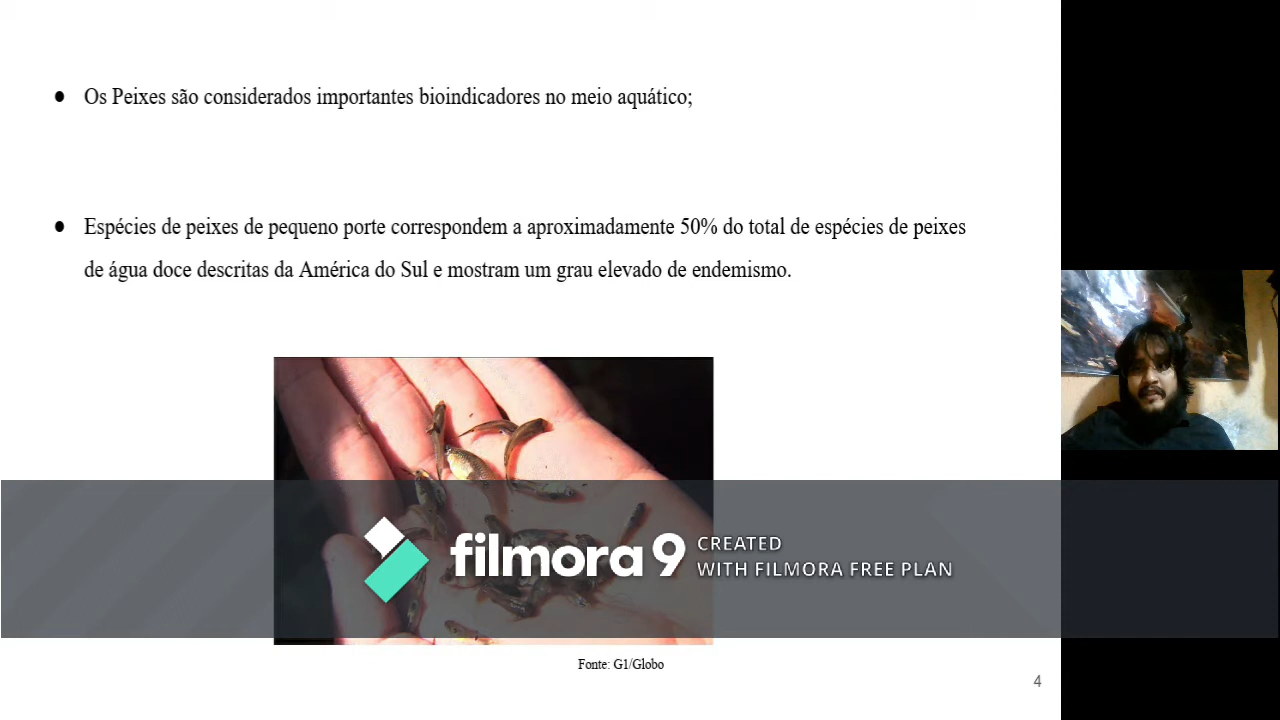 ● Os Peixes são considerados importantes bioindicadores no meio aquático;
● Espécies de peixes de pequeno porte correspondem a aproximadamente 50% do total de espécies de peixes
de água doce descritas da América do Sul e mostram um grau elevado de endemismo.
filmora 9
CREATED
WITH FILMORA FREE PLAN
Fonte: G1/Globo
4